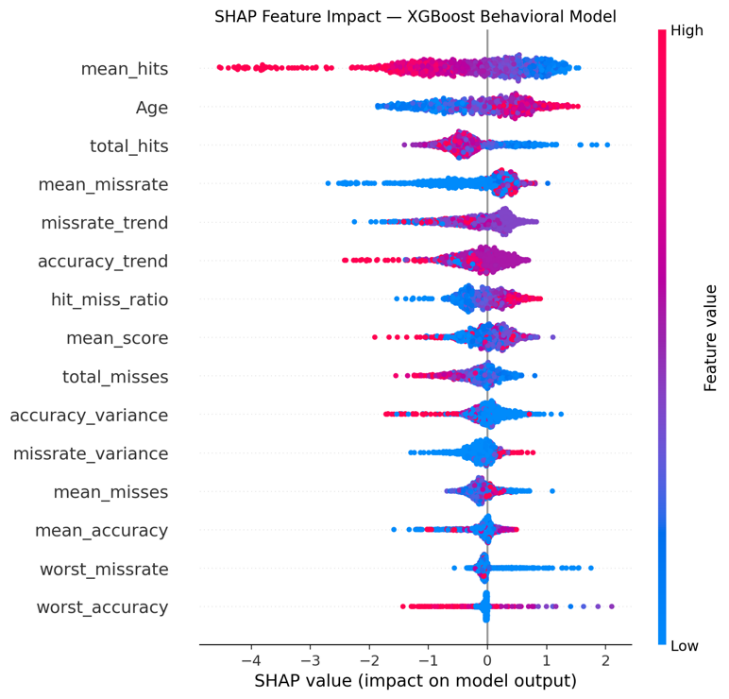 SHAP Feature Impact — XGBoost Behavioral Model
High
mean_hits
Age
total_hits
mean_missrate
missrate_trend
accuracy_trend
hit_miss_ratio
mean_score
total_misses
accuracy_variance
missrate_variance
mean_misses
mean_accuracy
worst_missrate
worst_accuracy
Feature value
Low
−4 −3 −2 −1 0 1 2
SHAP value (impact on model output)